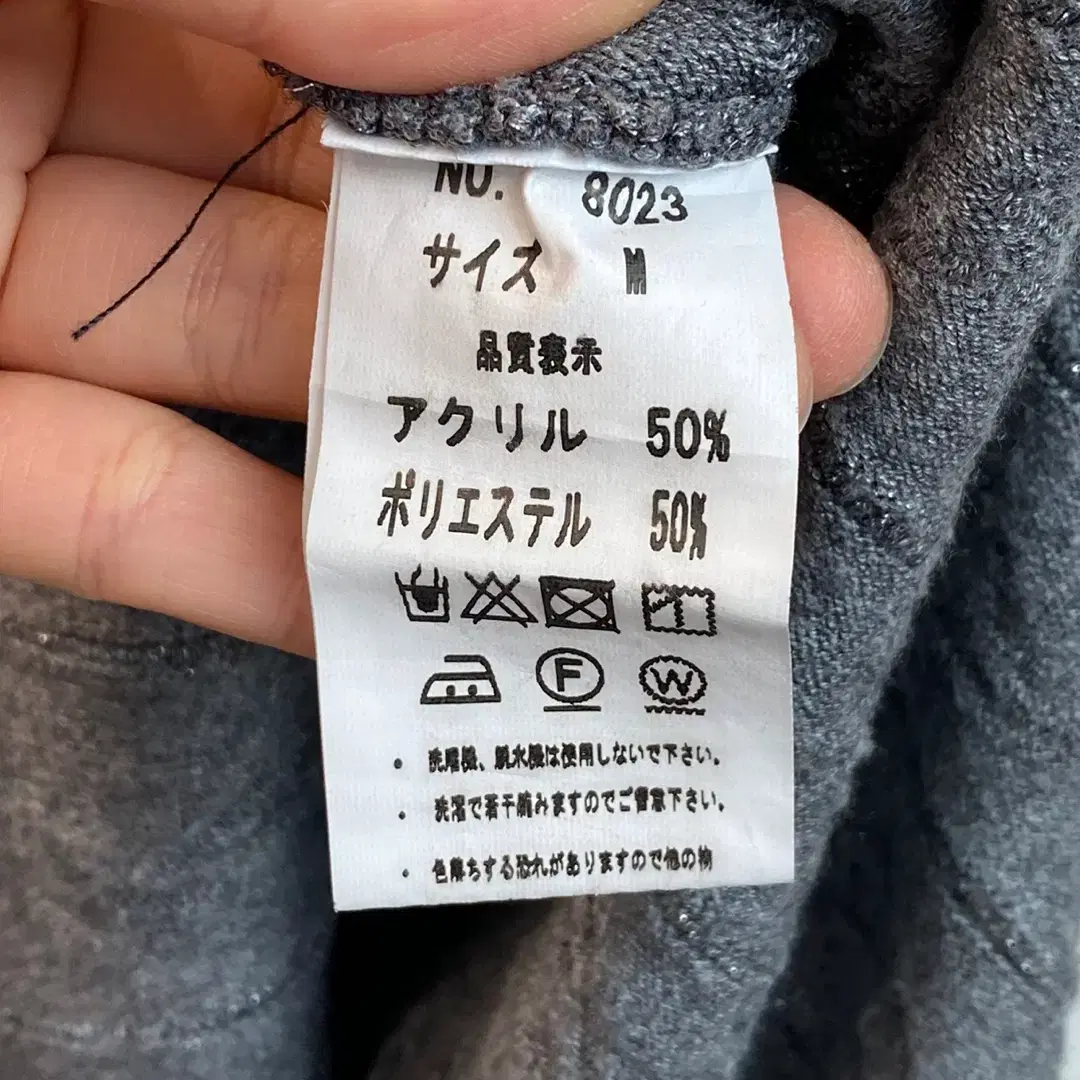 NO. 8023
サイズ M
品質表示
アクリル 50%
ポリエステル 50%
F W
・ 洗濯機、脱水機は使用しないで下さい。
・ 洗濯で若干縮みますのでご留意下さい。
・ 色落ちする恐れがありますので他の物